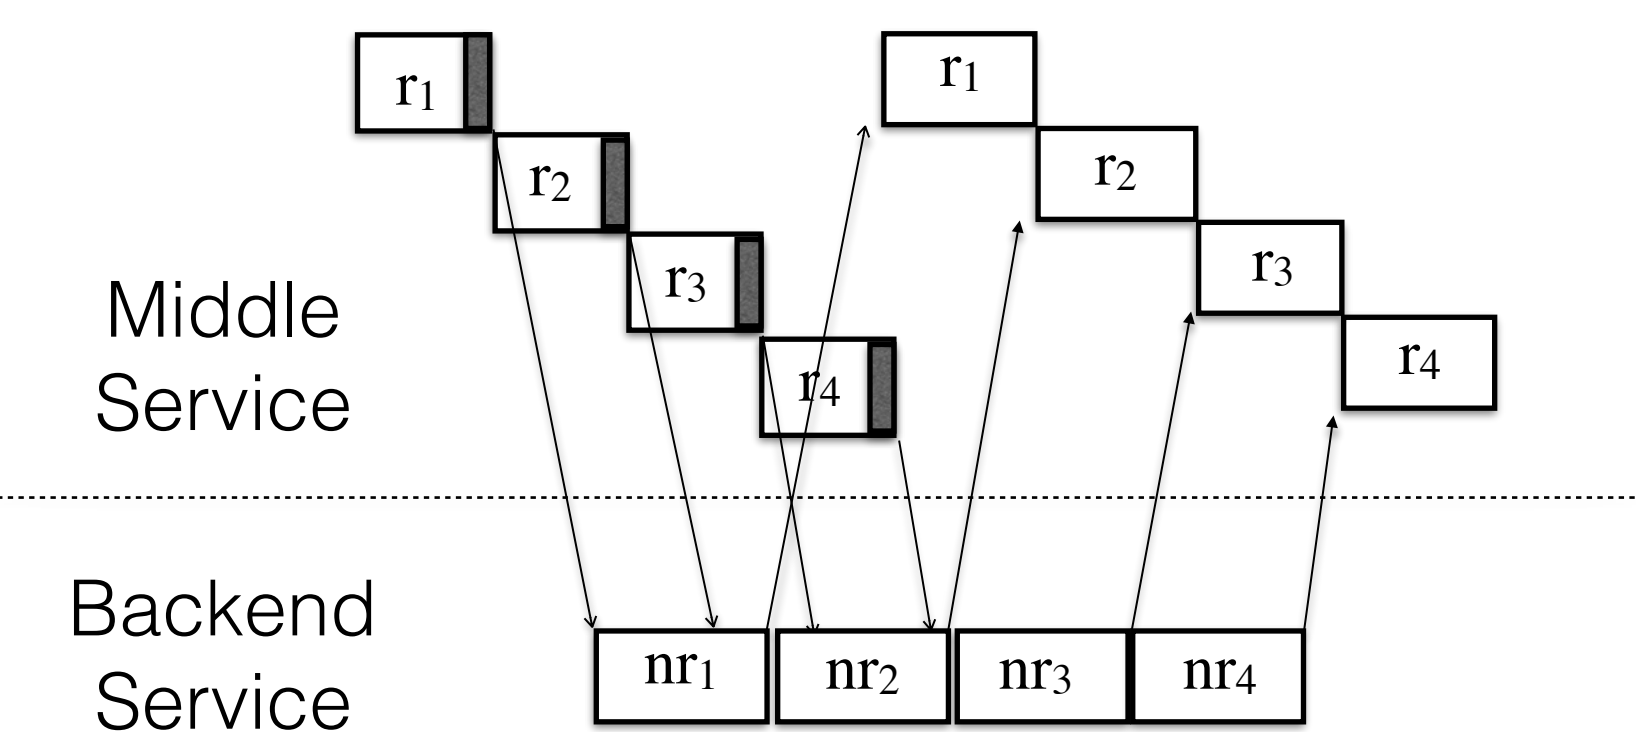 r1
r1
r2
r2
r3
r3
r4
r4
Middle
Service
Backend
Service
nr1
nr2
nr3
nr4